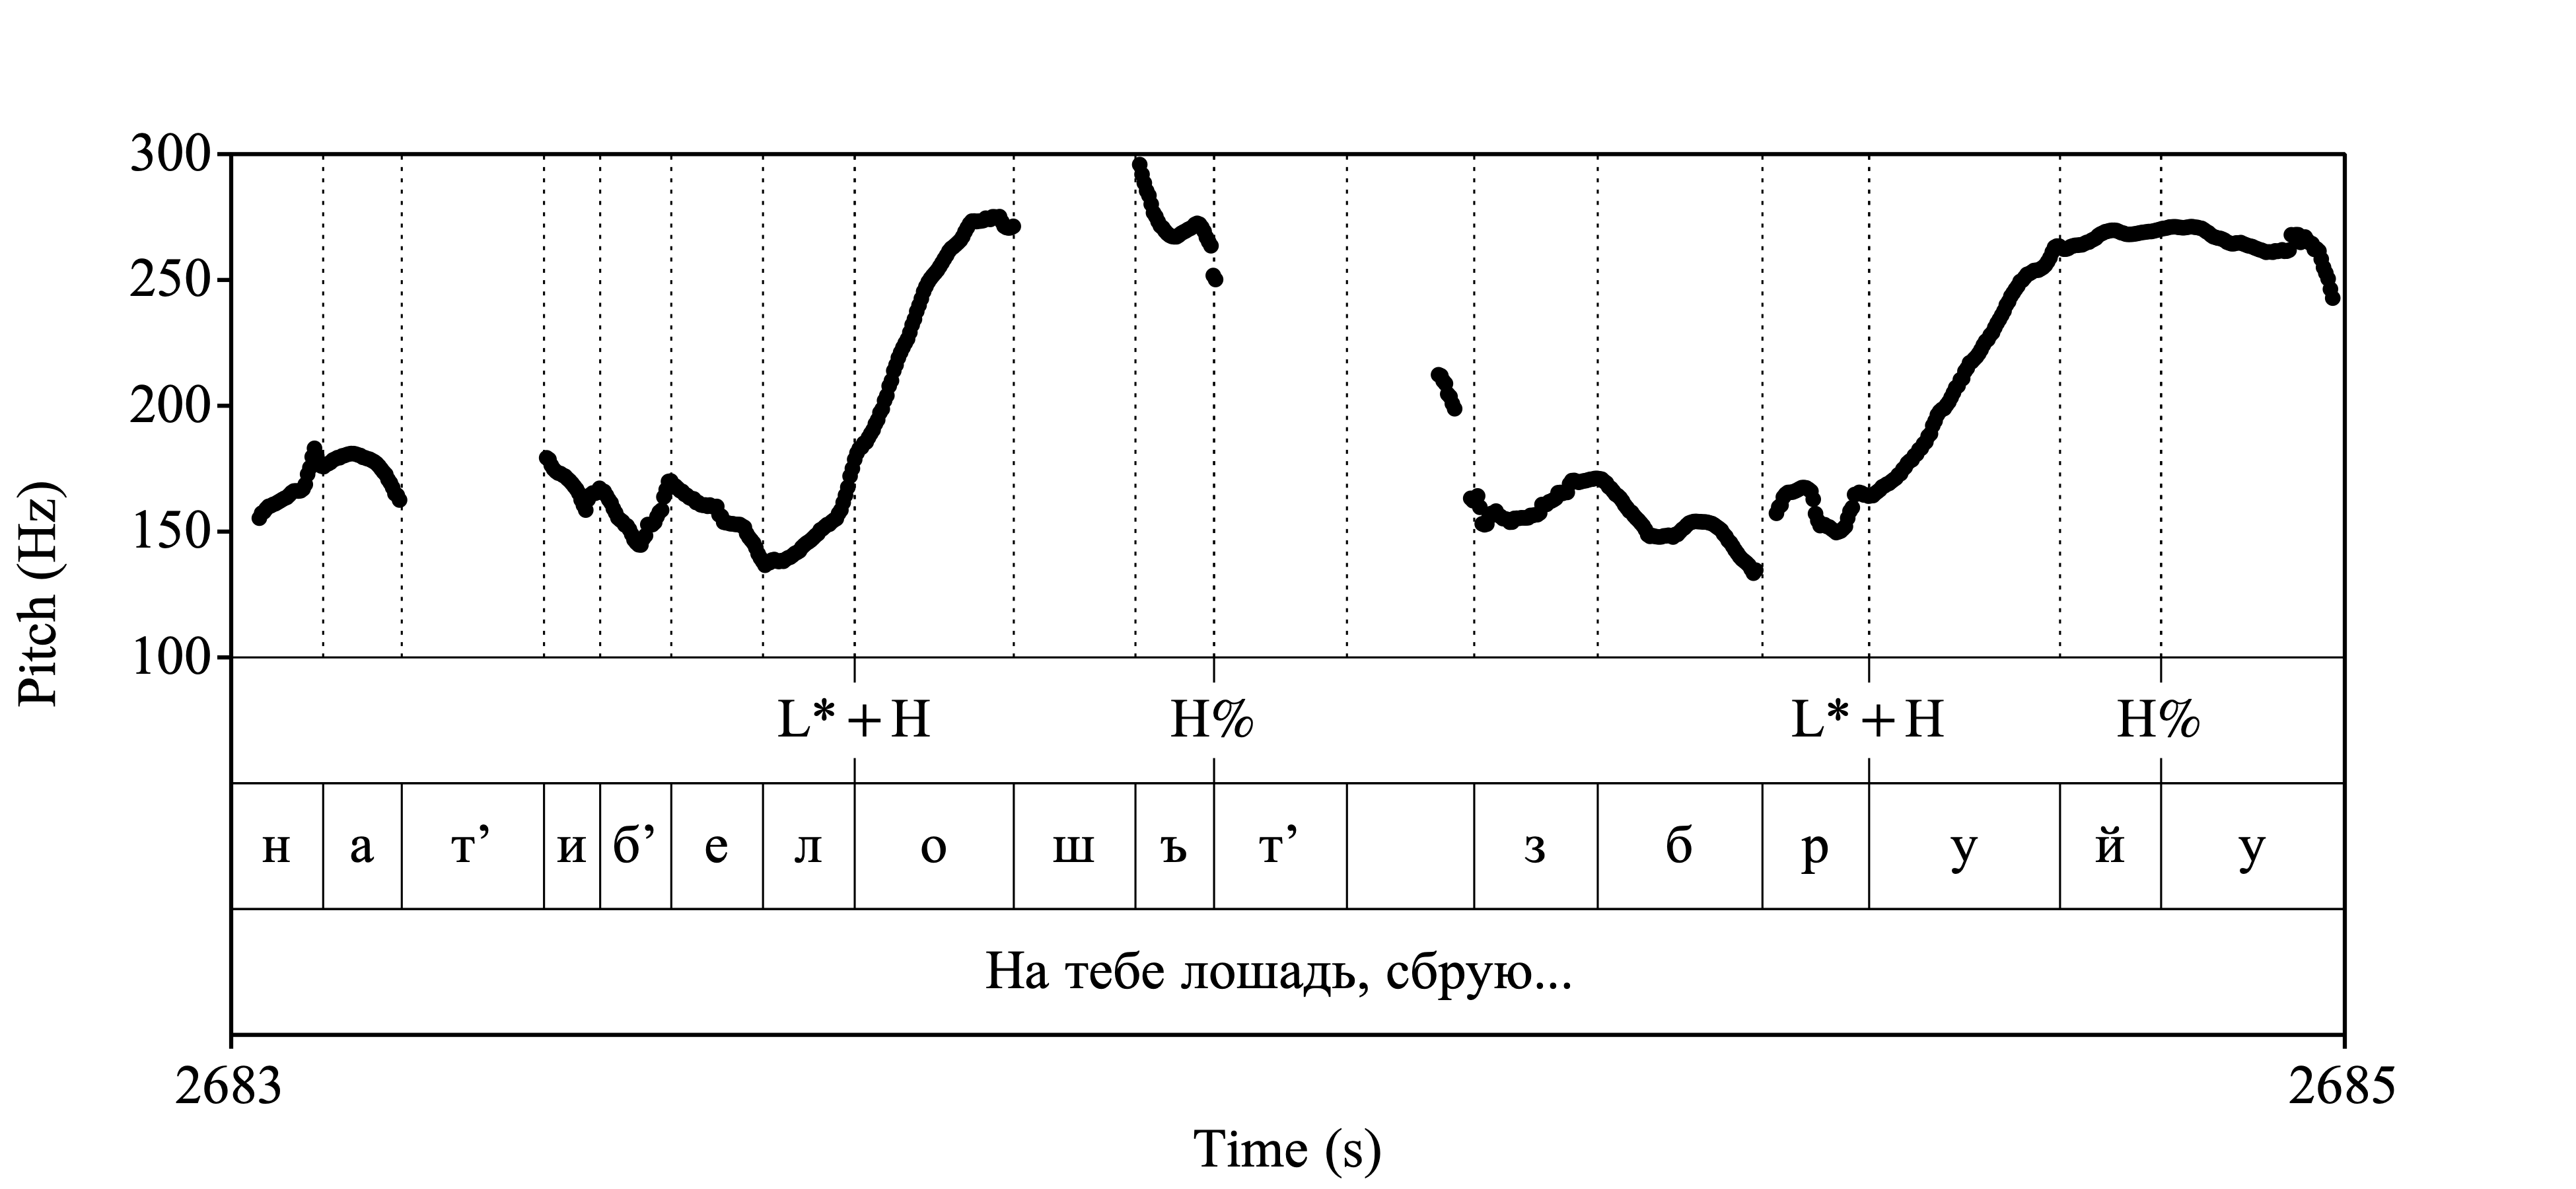 300
250
200
150
100
Pitch (Hz)
L*+H H% L*+H H%
н а т’ и б’ е л о ш ъ т’ з б р у й у
На тебе лошадь, сбрую...
2683 2685
Time (s)